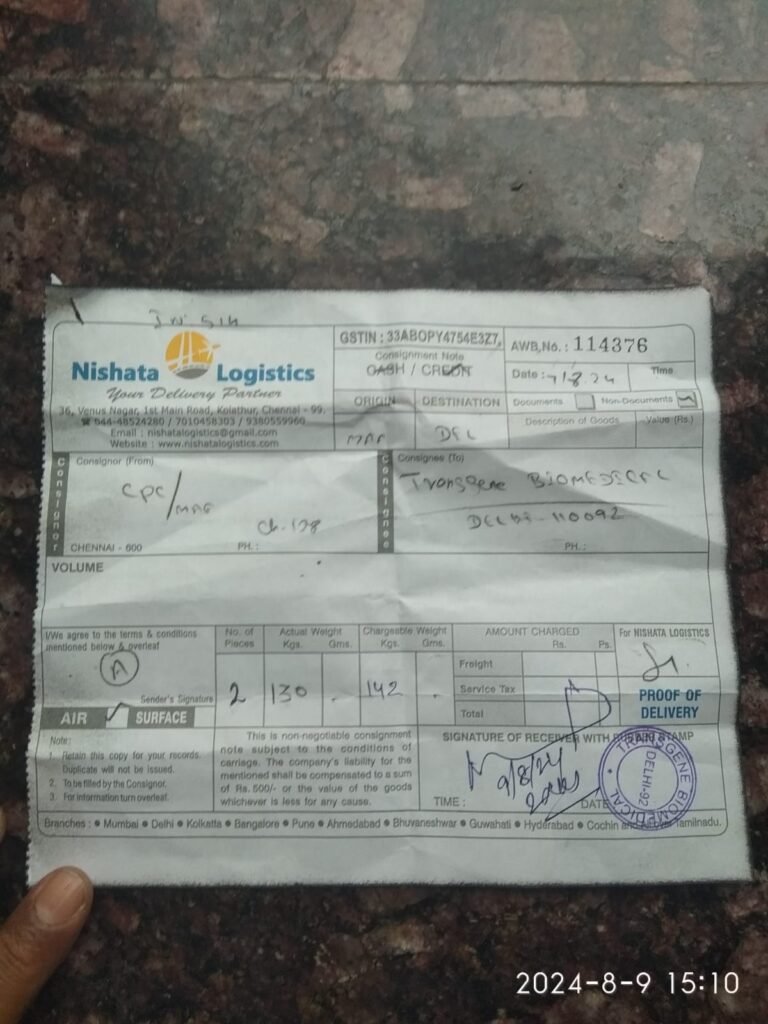 Nishata Logistics
Your Delivery Partner
36, Venus Nagar, 1st Main Road, Kolathur, Chennai - 99.
☎ 044-48524280 / 7010458303 / 9380559960
Email : nishatalogistics@gmail.com
Website : www.nishatalogistics.com
GSTIN : 33ABOPY4754E3Z7
Consignment Note
CASH / CREDIT
ORIGIN
DESTINATION
DEL
AWB.No. : 114376
Date : 7/8.24
Time
Documents
Non-Documents
Description of Goods
Value (Rs.)
Consignor
Consignor (From)
CPC/
CHENNAI - 600
PH. :
Consignee
Consignee (To)
Transgene BIOMEDICAL
DELHI-110092
PH. :
VOLUME
I/We agree to the terms & conditions
mentioned below & overleaf
A
Sender's Signature
AIR
SURFACE
No. of Pieces
Actual Weight
Kgs. Gms.
Chargeable Weight
Kgs. Gms.
2 130 . 142 .
AMOUNT CHARGED
Rs. Ps.
Freight
Service Tax
Total
For NISHATA LOGISTICS
PROOF OF
DELIVERY
Note:
1. Retain this copy for your records.
Duplicate will not be issued.
2. To be filled by the Consignor.
3. For information turn overleaf.
This is non-negotiable consignment
note subject to the conditions of
carriage. The company's liability for the
mentioned shall be compensated to a sum
of Rs. 500/- or the value of the goods
whichever is less for any cause.
SIGNATURE OF RECEIVER WITH STAMP
9/8/24
TIME :
DATE
TRANSGENE BIOMEDICAL
DELHI-92
Branches : • Mumbai • Delhi • Kolkatta • Bangalore • Pune • Ahmedabad • Bhuvaneshwar • Guwahati • Hyderabad • Cochin and Tamilnadu.
2024-8-9 15:10